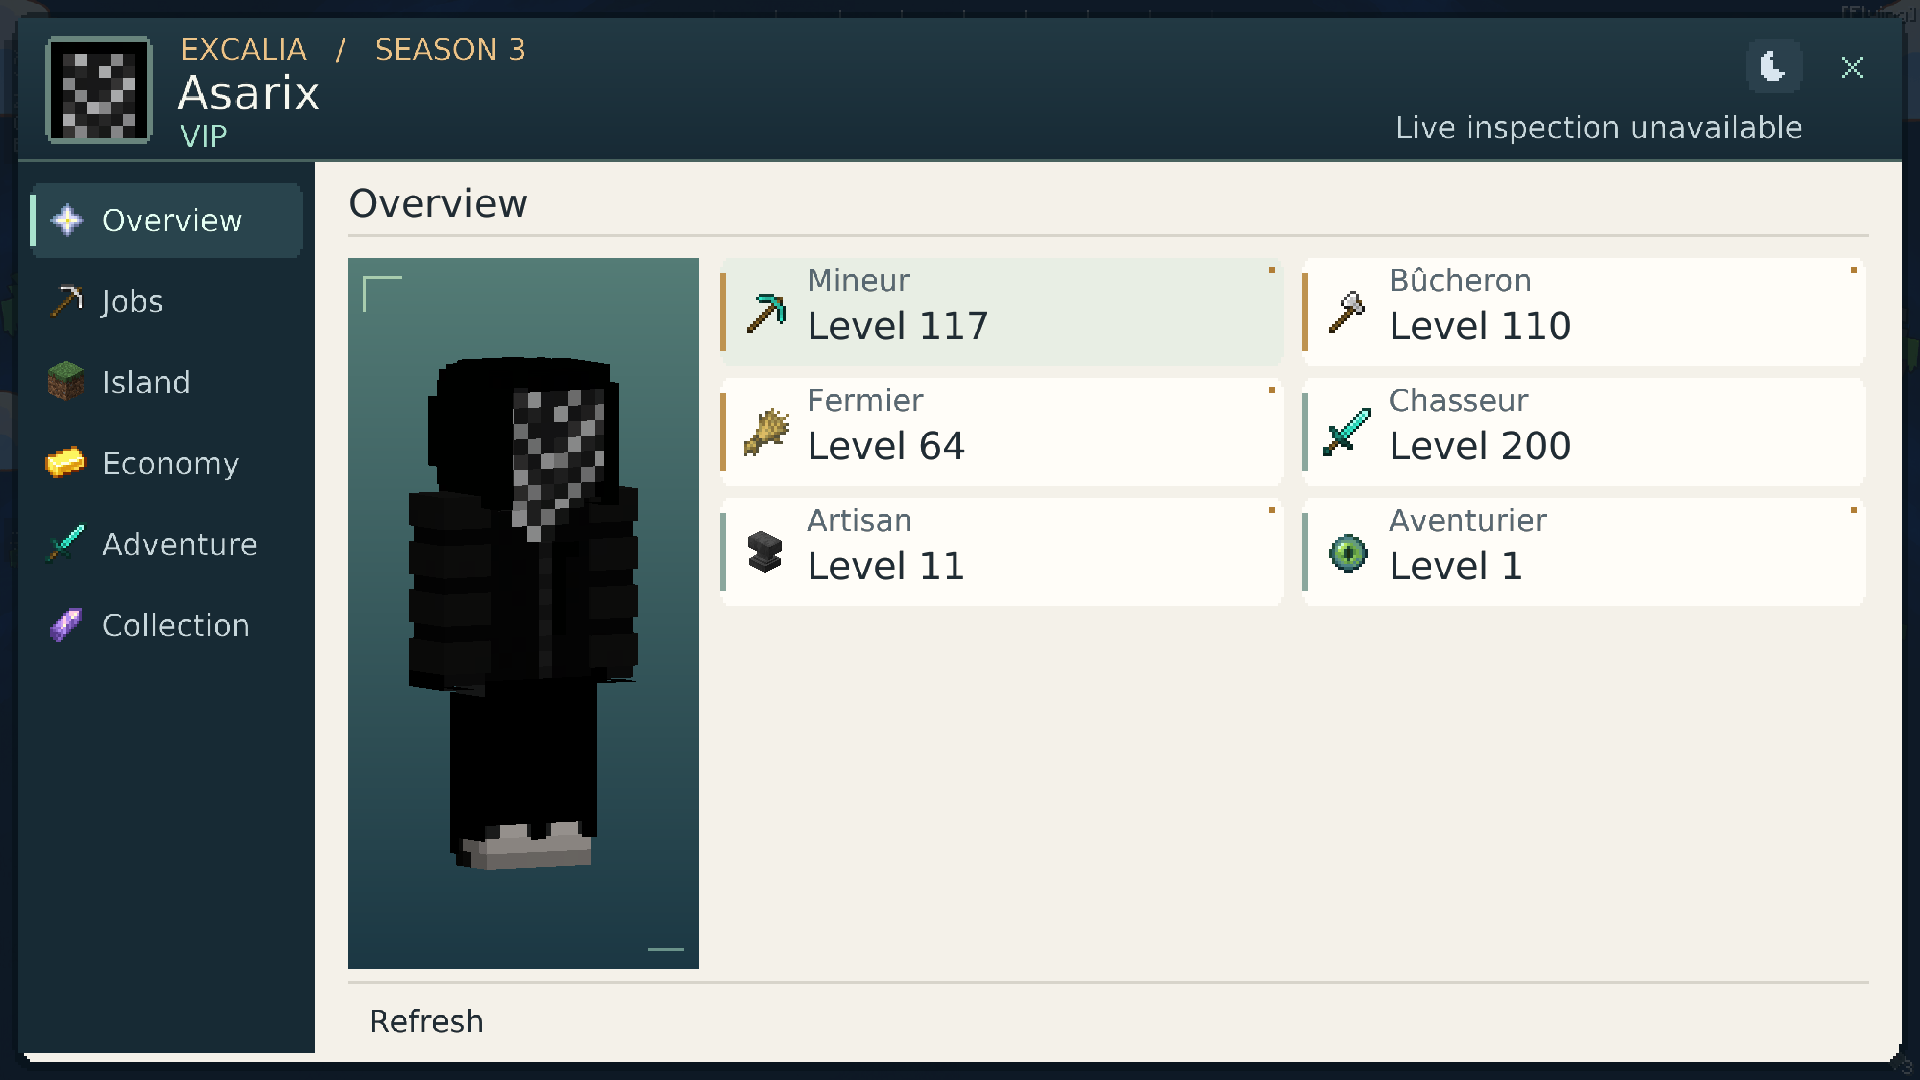 EXCALIA / SEASON 3
Asarix
VIP
Live inspection unavailable
Overview
Jobs
Island
Economy
Adventure
Collection
Overview
Mineur
Level 117
Bûcheron
Level 110
Fermier
Level 64
Chasseur
Level 200
Artisan
Level 11
Aventurier
Level 1
Refresh